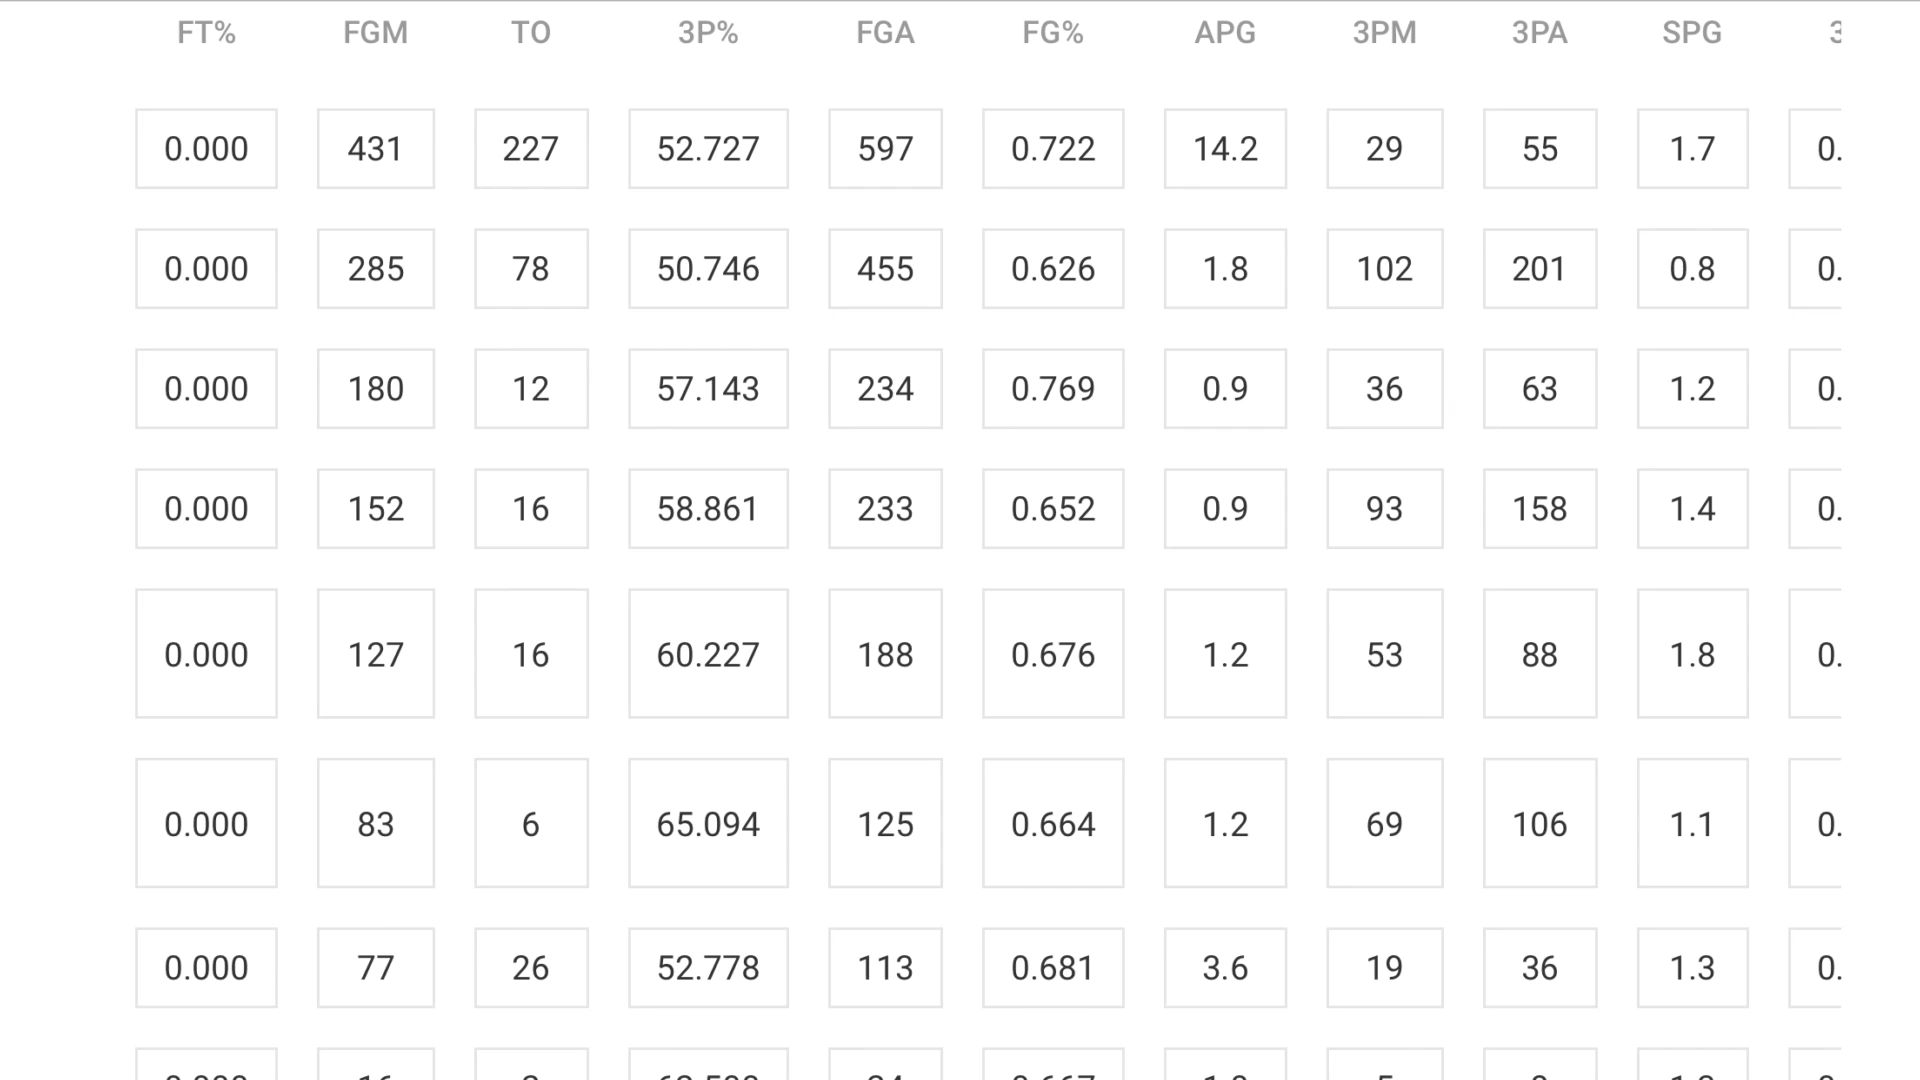 FT% FGM TO 3P% FGA FG% APG 3PM 3PA SPG 3
0.000 431 227 52.727 597 0.722 14.2 29 55 1.7 0.
0.000 285 78 50.746 455 0.626 1.8 102 201 0.8 0.
0.000 180 12 57.143 234 0.769 0.9 36 63 1.2 0.
0.000 152 16 58.861 233 0.652 0.9 93 158 1.4 0.
0.000 127 16 60.227 188 0.676 1.2 53 88 1.8 0.
0.000 83 6 65.094 125 0.664 1.2 69 106 1.1 0.
0.000 77 26 52.778 113 0.681 3.6 19 36 1.3 0.